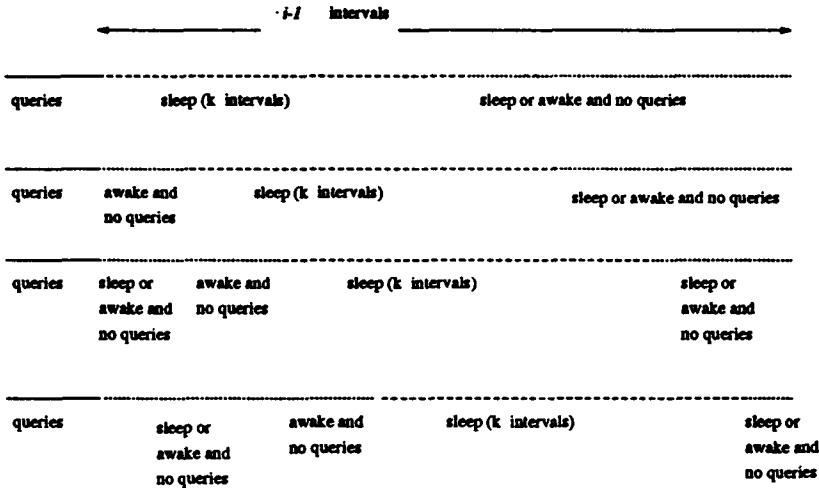 i-1 intervals
queries sleep (k intervals) sleep or awake and no queries
queries awake and sleep (k intervals) sleep or awake and no queries
no queries
queries sleep or awake and sleep (k intervals) sleep or
awake and no queries awake and
no queries no queries
queries sleep or awake and sleep (k intervals) sleep or
awake and no queries awake and
no queries no queries